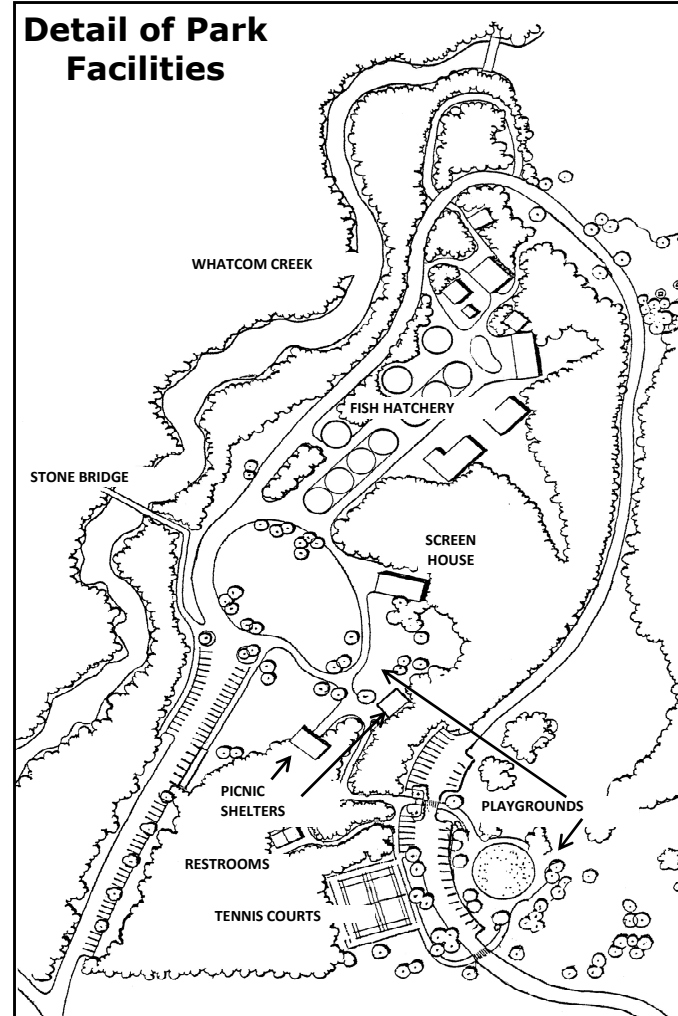 Detail of Park
Facilities
WHATCOM CREEK
FISH HATCHERY
STONE BRIDGE
SCREEN
HOUSE
PICNIC
SHELTERS
PLAYGROUNDS
RESTROOMS
TENNIS COURTS